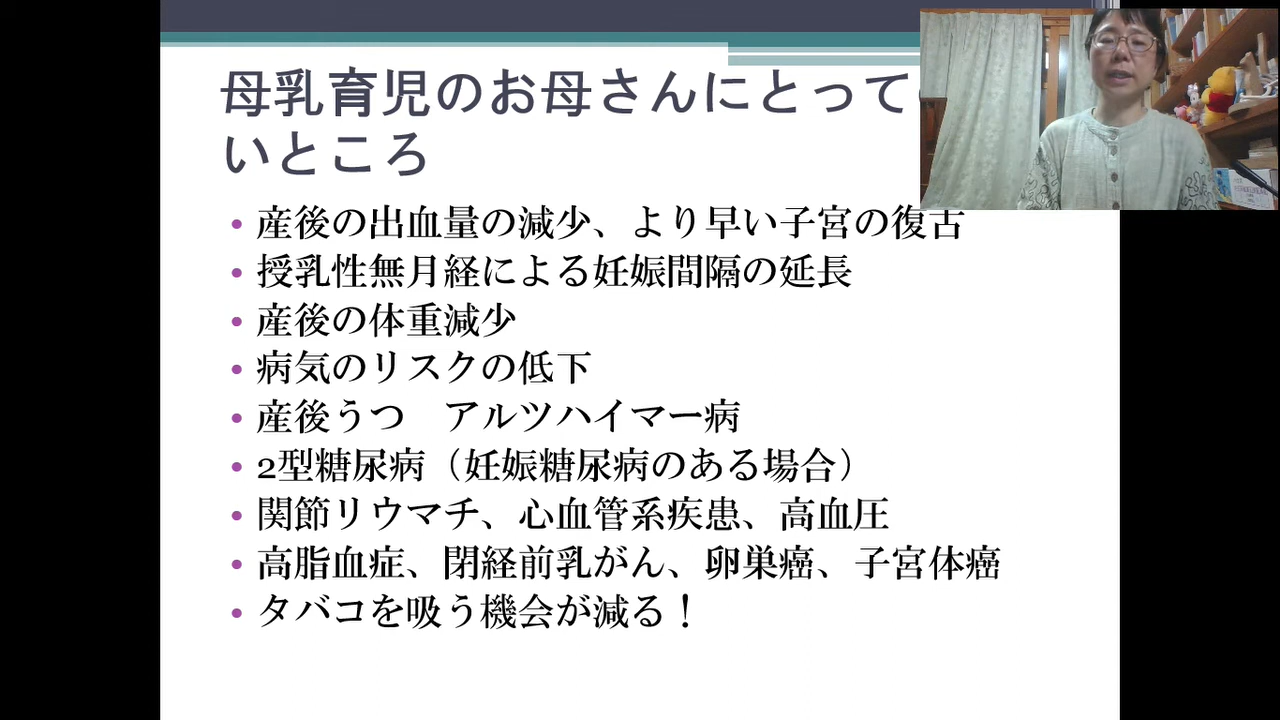 母乳育児のお母さんにとって
いところ
産後の出血量の減少、より早い子宮の復古
授乳性無月経による妊娠間隔の延長
産後の体重減少
病気のリスクの低下
産後うつ　アルツハイマー病
2型糖尿病（妊娠糖尿病のある場合）
関節リウマチ、心血管系疾患、高血圧
高脂血症、閉経前乳がん、卵巣癌、子宮体癌
タバコを吸う機会が減る！